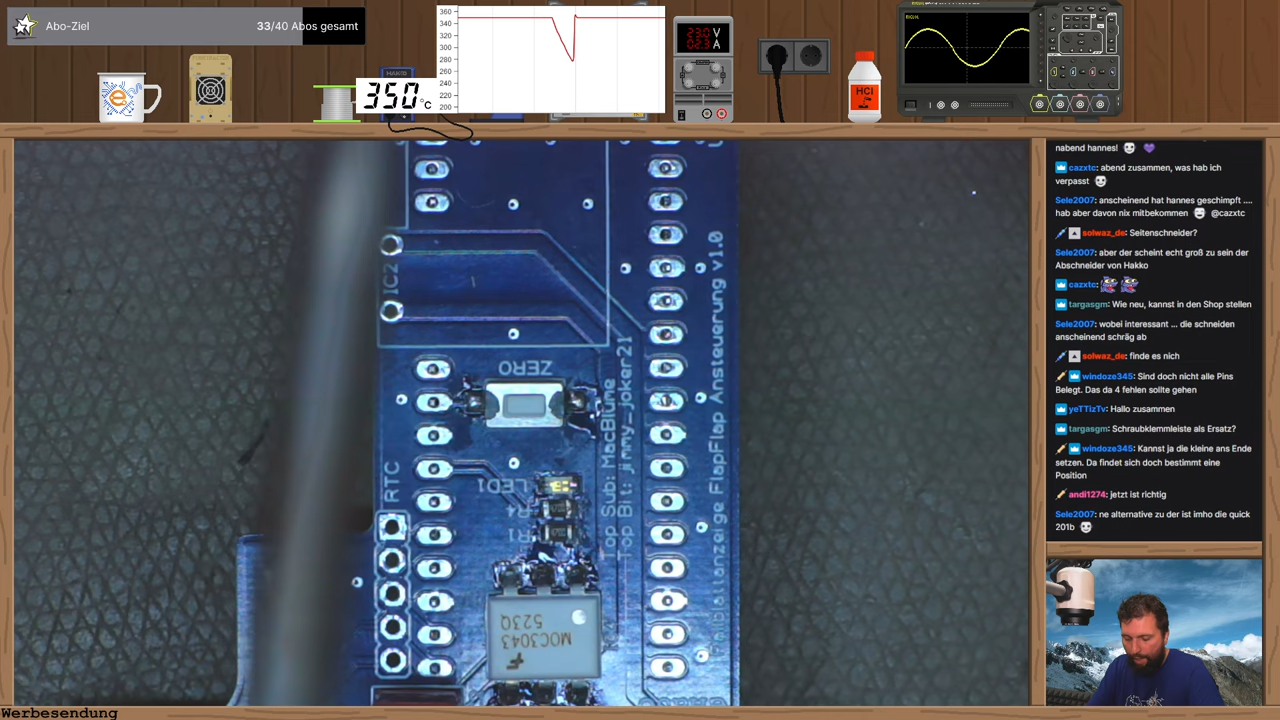 Abo-Ziel
33/40 Abos gesamt
360
340
320
300
280
260
240
220
200
350 °C
HAKKO
23.0 V
02.3 A
HCl
nabend hannes!
cazxtc: abend zusammen, was hab ich
verpasst
Sele2007: anscheinend hat hannes geschimpft ....
hab aber davon nix mitbekommen @cazxtc
solwaz_de: Seitenschneider?
Sele2007: aber der scheint echt groß zu sein der
Abschneider von Hakko
cazxtc:
targasgm: Wie neu, kannst in den Shop stellen
Sele2007: wobei interessant ... die schneiden
anscheinend schräg ab
solwaz_de: finde es nich
windoze345: Sind doch nicht alle Pins
Belegt. Das da 4 fehlen sollte gehen
yeTTizTv: Hallo zusammen
targasgm: Schraubklemmleiste als Ersatz?
windoze345: Kannst ja die kleine ans Ende
setzen. Da findet sich doch bestimmt eine
Position
andi1274: jetzt ist richtig
Sele2007: ne alternative zu der ist imho die quick
201b
IC2
ZERO
RTC
LED1
R4
R1
Top Sub: MacBlume
Top Bit: jimmy_joker21
Fallblattanzeige FlapFlap Ansteuerung v1.0
MOC3043
523Q
Werbesendung